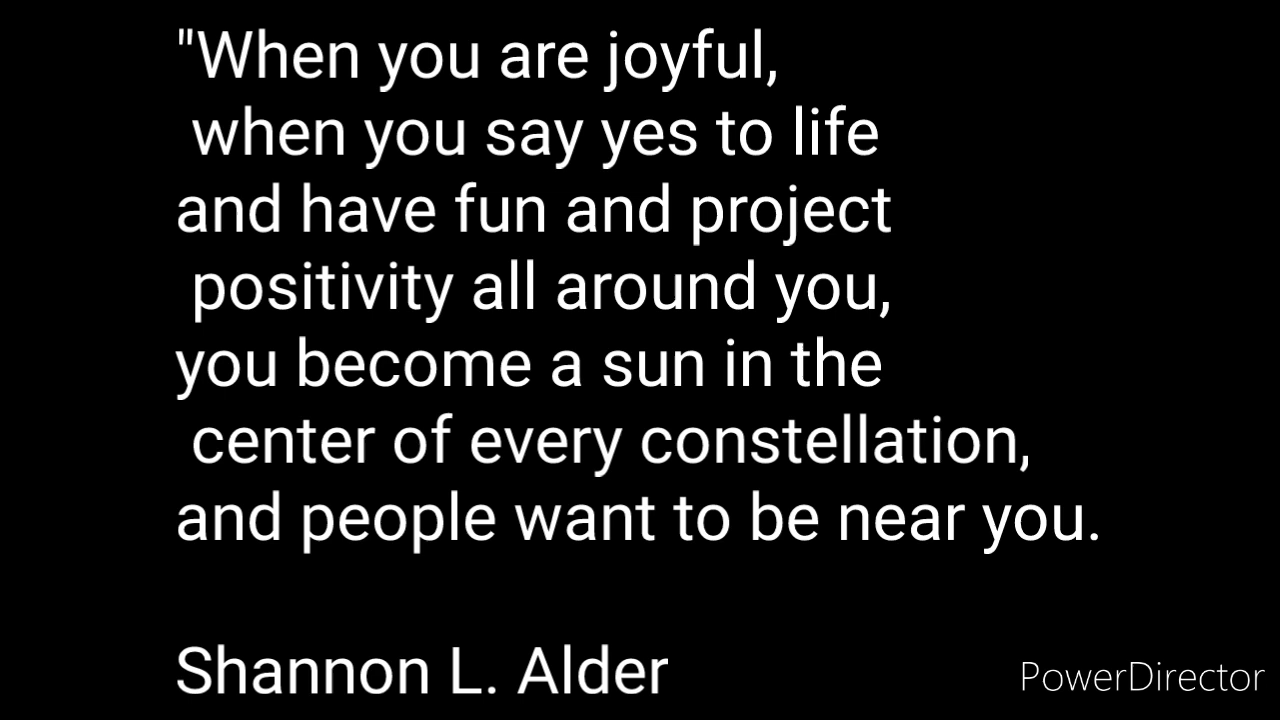 "When you are joyful,
when you say yes to life
and have fun and project
positivity all around you,
you become a sun in the
center of every constellation,
and people want to be near you.
Shannon L. Alder
PowerDirector